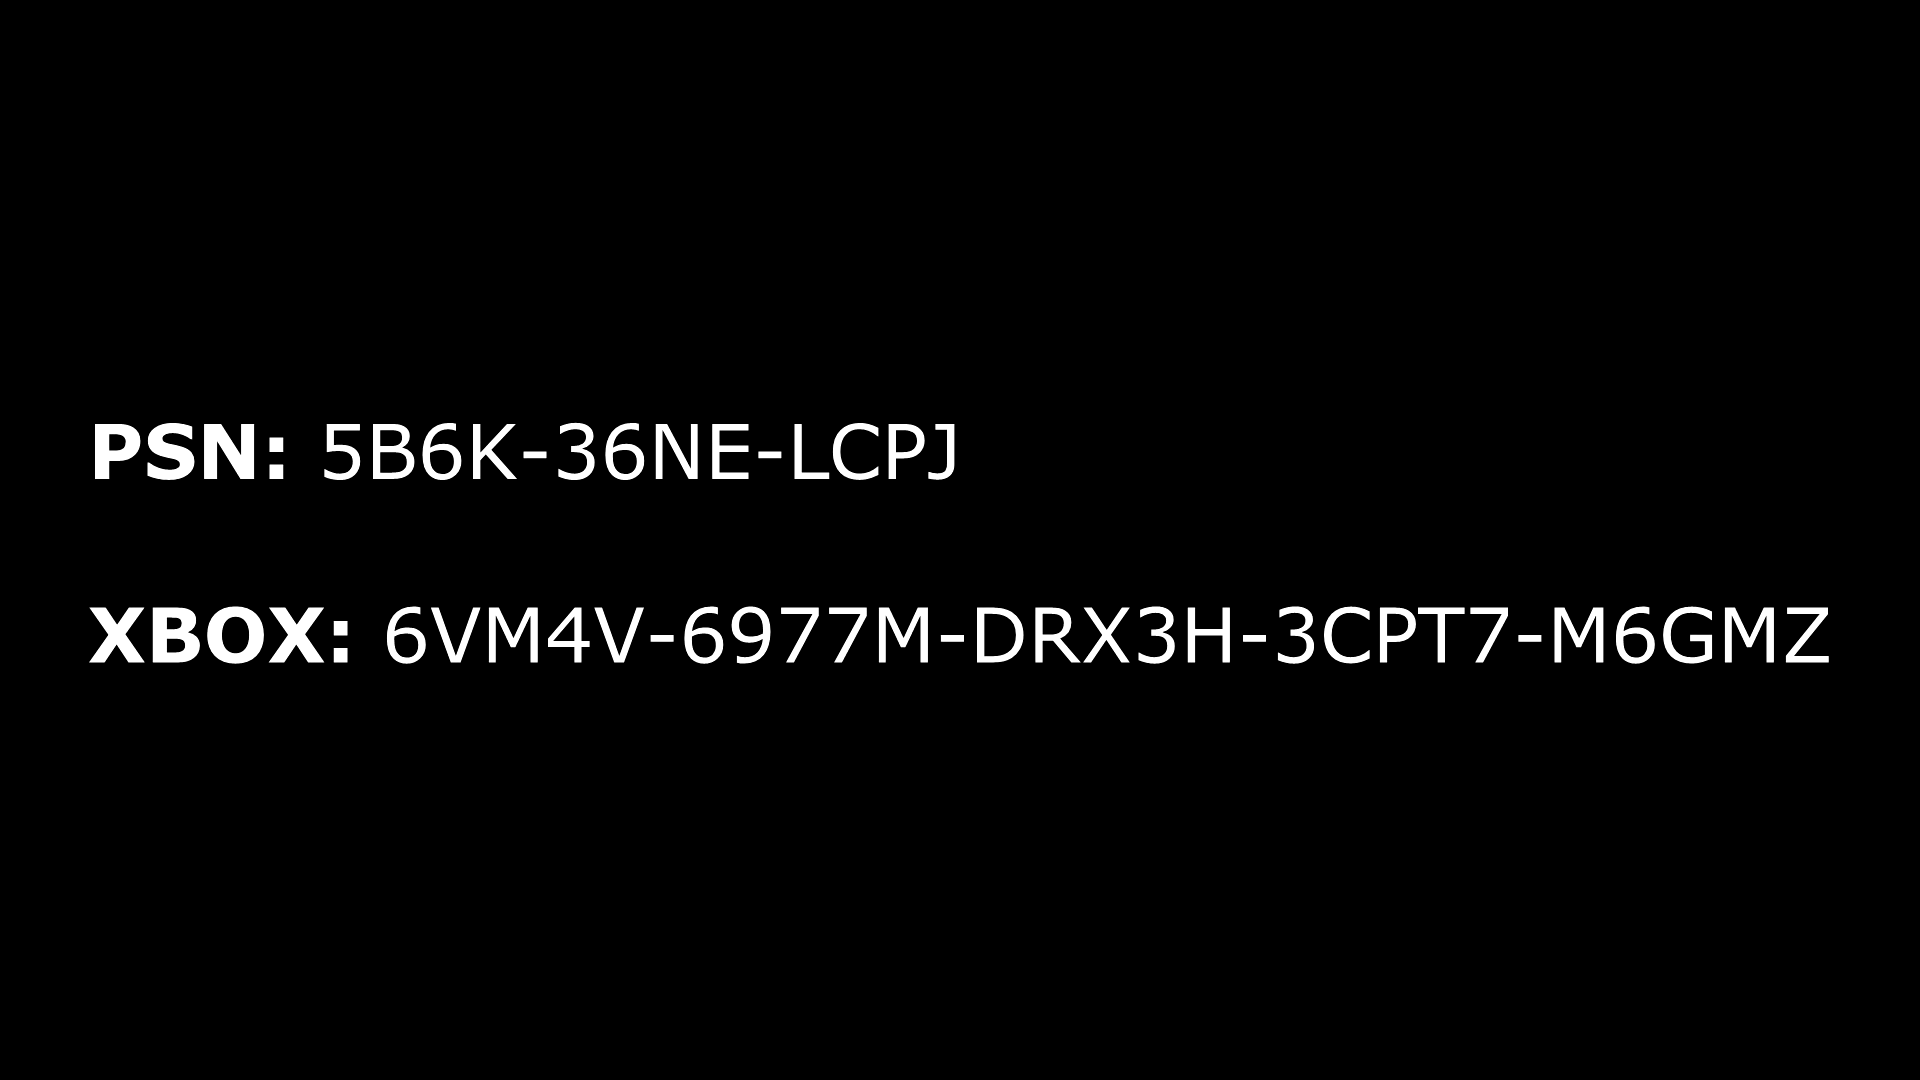 PSN: 5B6K-36NE-LCPJ
XBOX: 6VM4V-6977M-DRX3H-3CPT7-M6GMZ